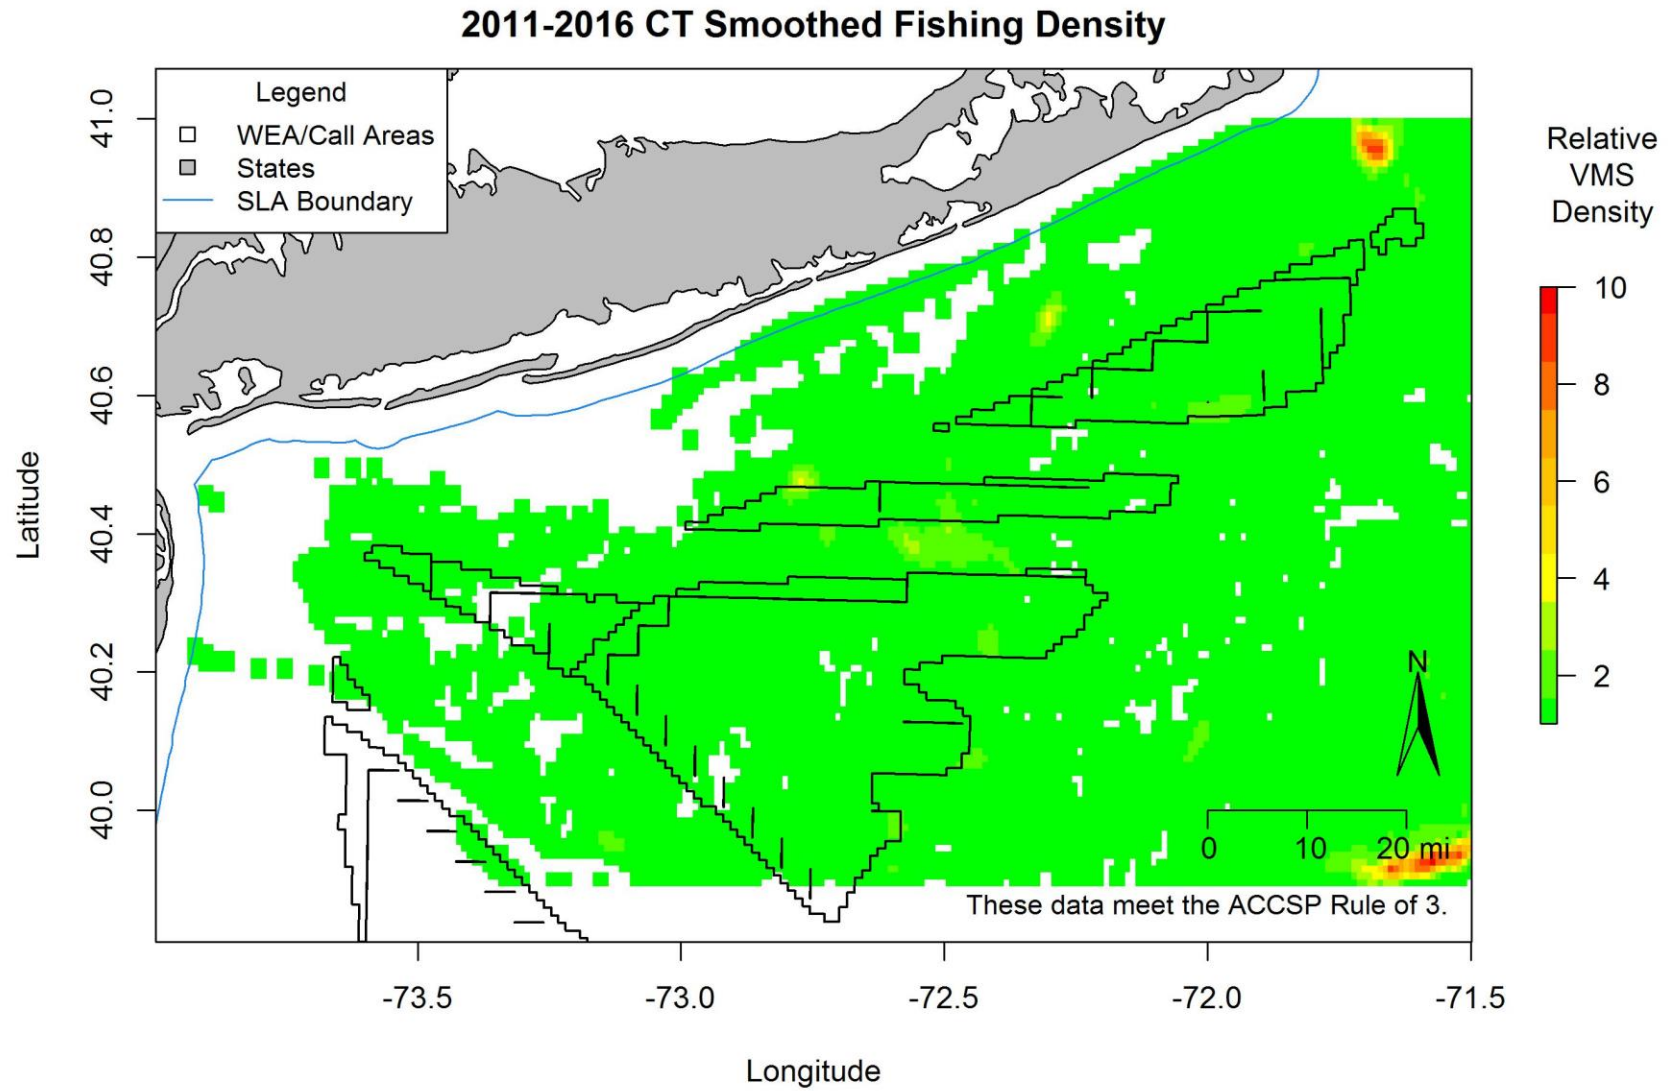 2011-2016 CT Smoothed Fishing Density
Legend
WEA/Call Areas
States
SLA Boundary
Relative
VMS
Density
10
8
6
4
2
Latitude
41.0
40.8
40.6
40.4
40.2
40.0
N
0 10 20 mi
These data meet the ACCSP Rule of 3.
-73.5 -73.0 -72.5 -72.0 -71.5
Longitude